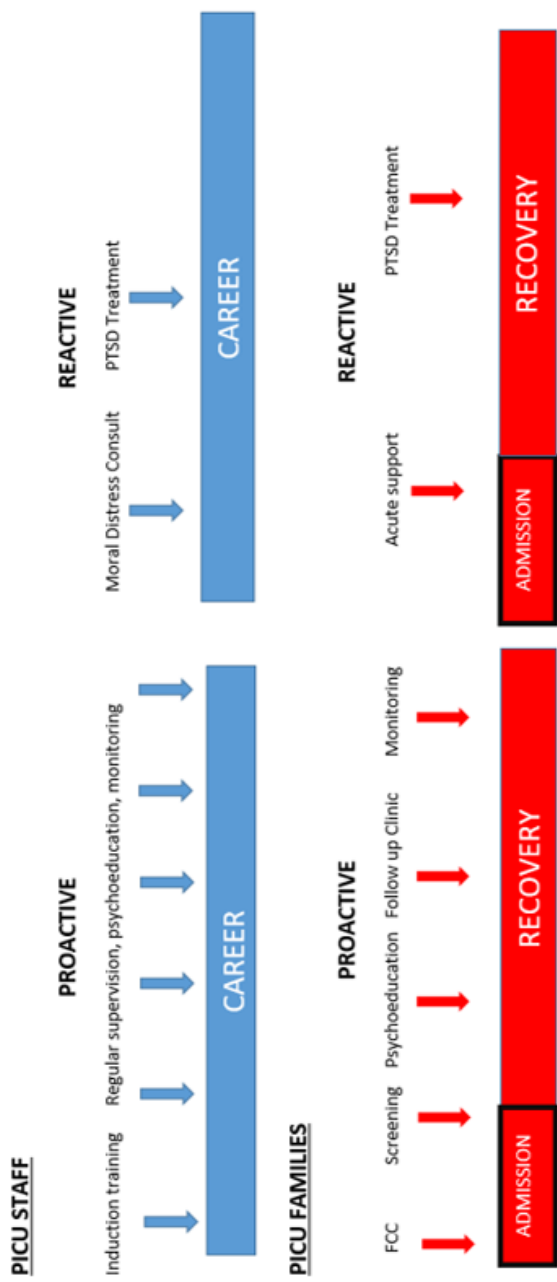 PICU STAFF
PROACTIVE
REACTIVE
Induction training
Regular supervision, psychoeducation, monitoring
Moral Distress Consult
PTSD Treatment
CAREER
CAREER
PICU FAMILIES
PROACTIVE
REACTIVE
FCC
Screening
Psychoeducation
Follow up Clinic
Monitoring
Acute support
PTSD Treatment
ADMISSION
RECOVERY
ADMISSION
RECOVERY